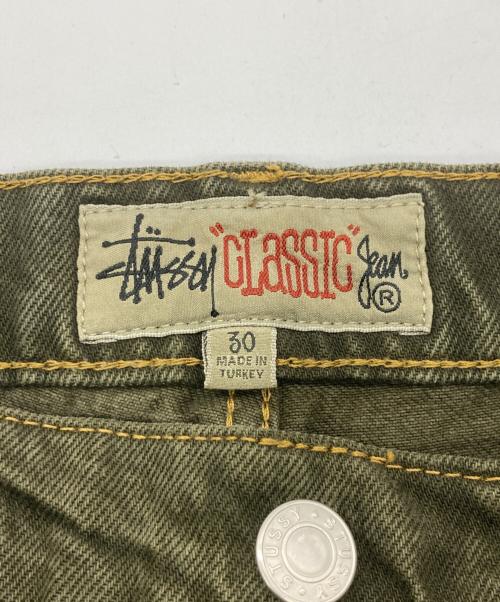 Stüssy "CLASSIC" Jean. ®
30
MADE IN
TURKEY
STUSSY · STUSSY ·